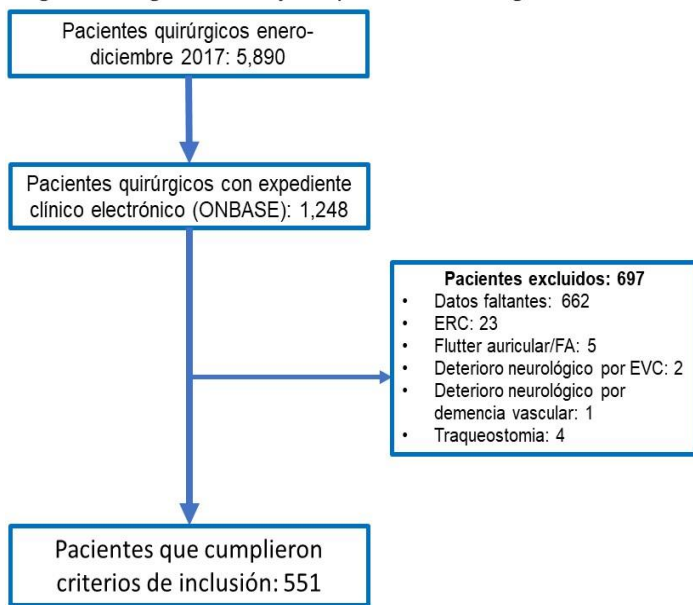 Pacientes quirúrgicos enero-
diciembre 2017: 5,890
Pacientes quirúrgicos con expediente
clínico electrónico (ONBASE): 1,248
Pacientes excluidos: 697
• Datos faltantes: 662
• ERC: 23
• Flutter auricular/FA: 5
• Deterioro neurológico por EVC: 2
• Deterioro neurológico por
demencia vascular: 1
• Traqueostomia: 4
Pacientes que cumplieron
criterios de inclusión: 551